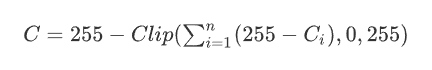 C = 255 − Clip(∑ⁿᵢ₌₁(255 − Cᵢ), 0, 255)